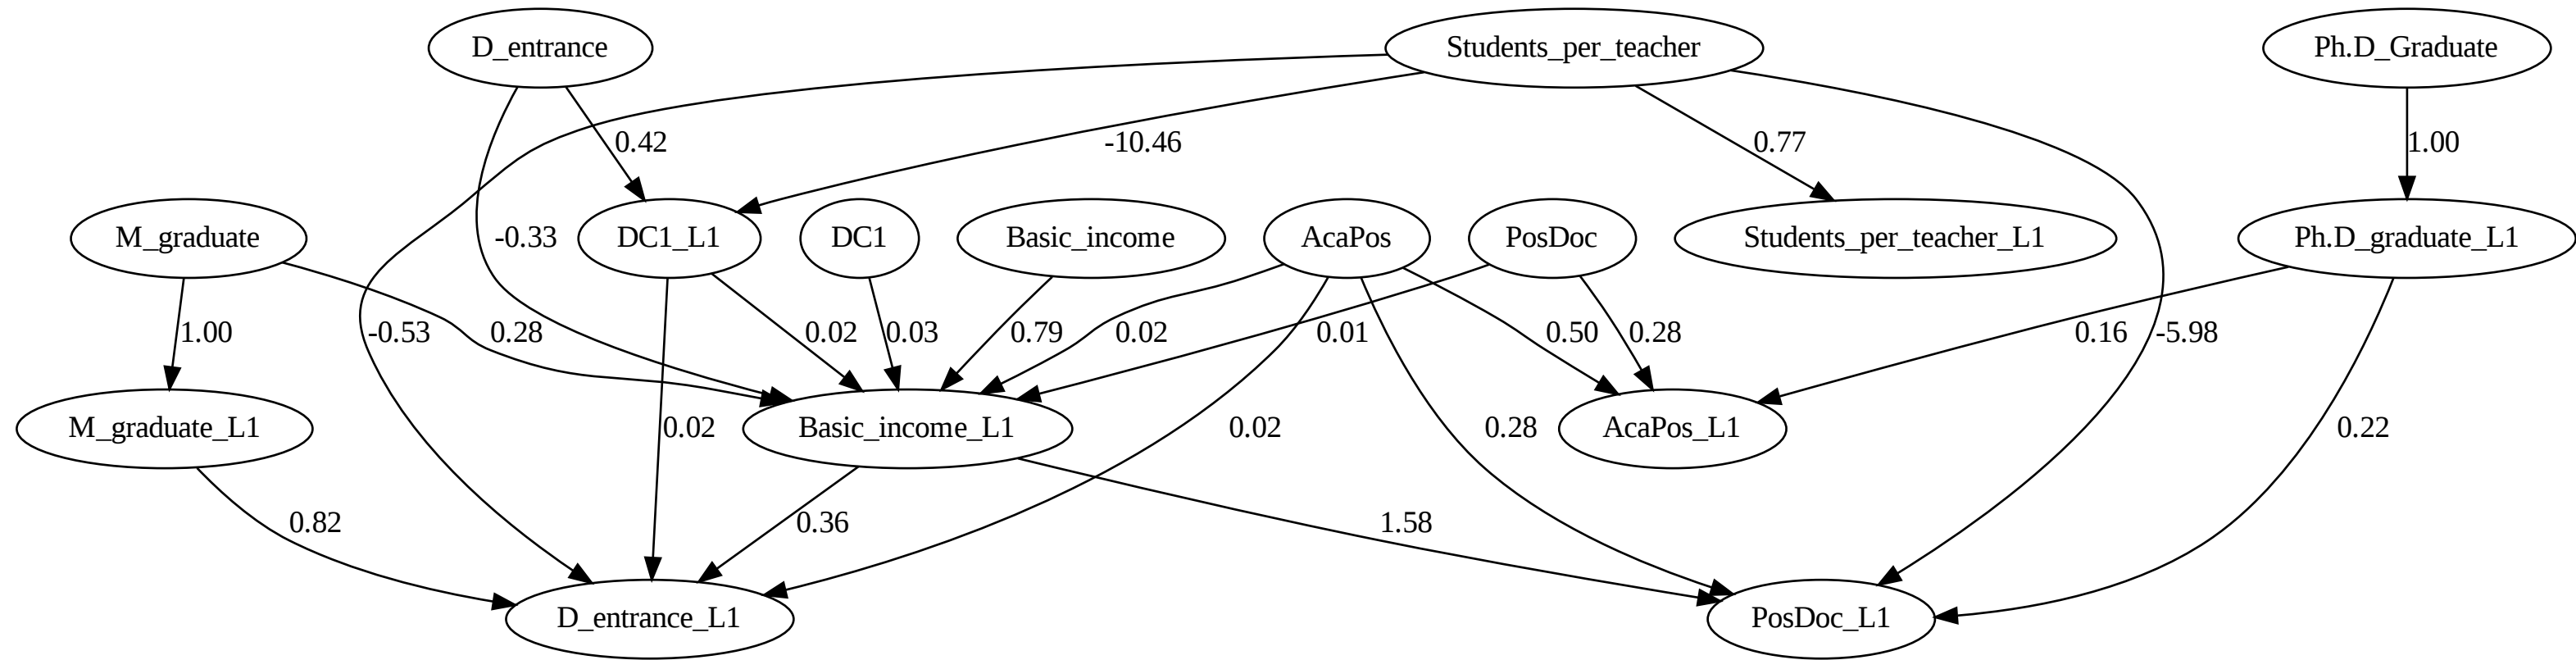 D_entrance
Students_per_teacher
Ph.D_Graduate
0.42
-10.46
0.77
1.00
M_graduate
-0.33
DC1_L1
DC1
Basic_income
AcaPos
PosDoc
Students_per_teacher_L1
Ph.D_graduate_L1
1.00
-0.53
0.28
0.02
0.03
0.79
0.02
0.01
0.50
0.28
0.16
-5.98
M_graduate_L1
0.02
Basic_income_L1
0.02
0.28
AcaPos_L1
0.22
0.82
0.36
1.58
D_entrance_L1
PosDoc_L1